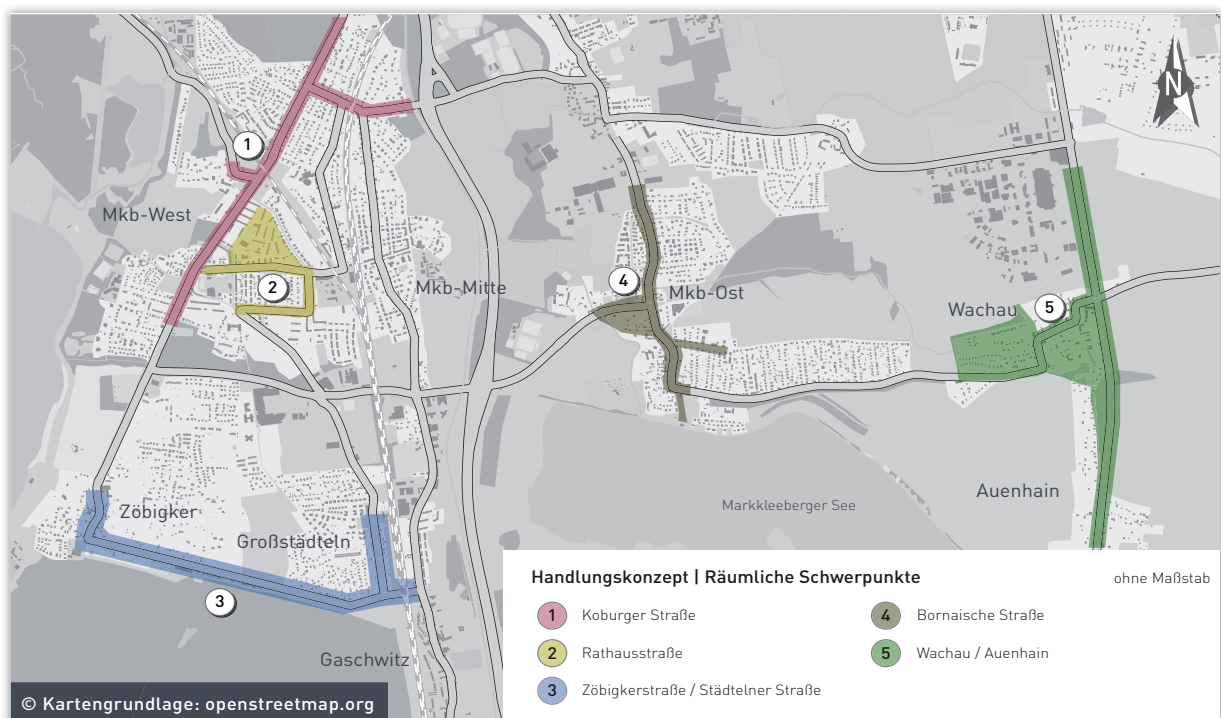 N
1
Mkb-West
2
Mkb-Mitte
4
Mkb-Ost
Wachau
5
Zöbigker
Großstädteln
3
Markkleeberger See
Auenhain
Gaschwitz
Handlungskonzept | Räumliche Schwerpunkte
ohne Maßstab
1 Koburger Straße
2 Rathausstraße
3 Zöbigkerstraße / Städtelner Straße
4 Bornaische Straße
5 Wachau / Auenhain
© Kartengrundlage: openstreetmap.org